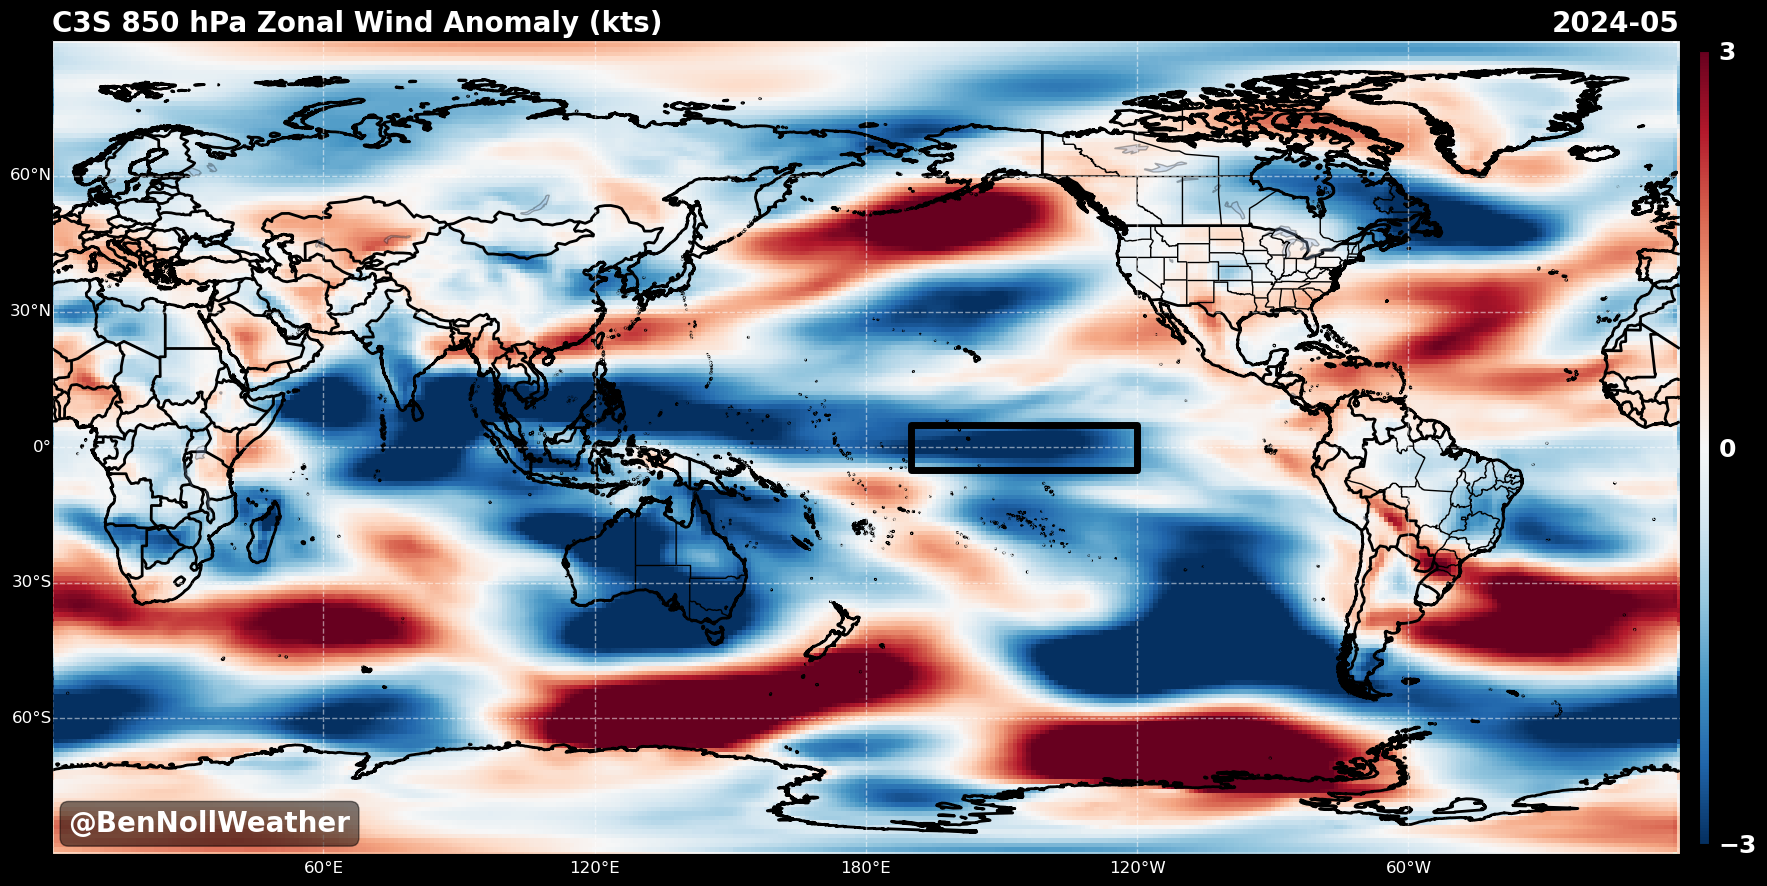 C3S 850 hPa Zonal Wind Anomaly (kts)
2024-05
3
60°N
30°N
0°
0
30°S
60°S
@BenNollWeather
−3
60°E
120°E
180°E
120°W
60°W